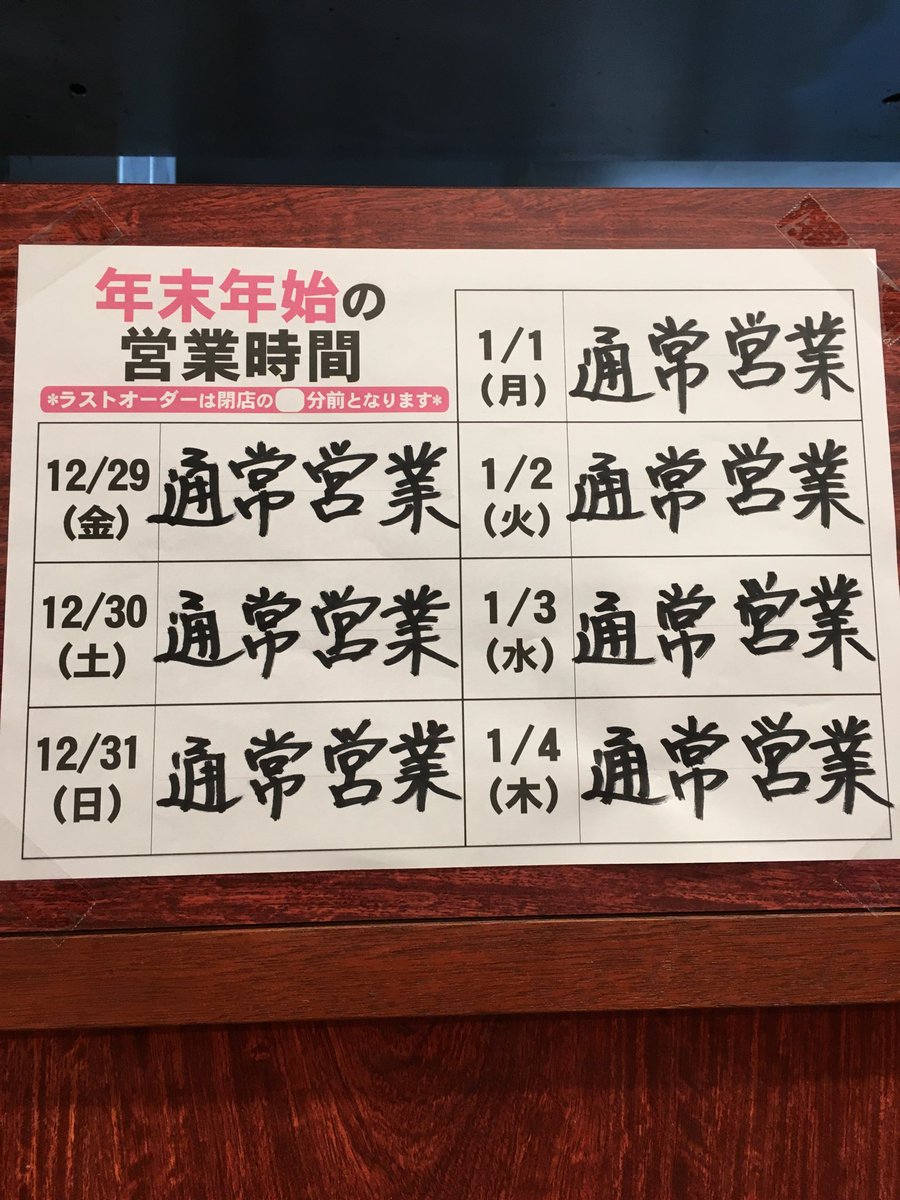 年末年始の
営業時間
*ラストオーダーは閉店の 分前となります*
12/29
(金)
通常営業
12/30
(土)
通常営業
12/31
(日)
通常営業
1/1
(月)
通常営業
1/2
(火)
通常営業
1/3
(水)
通常営業
1/4
(木)
通常営業